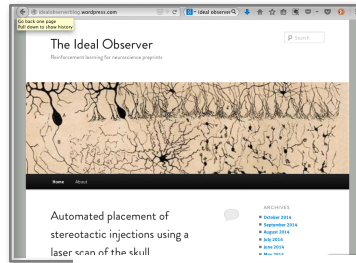 idealobserverblog.wordpress.com
ideal observer
Go back one page
Pull down to show history
The Ideal Observer
Search
Reinforcement learning for neuroscience preprints
Home About
Automated placement of
stereotactic injections using a
laser scan of the skull
ARCHIVES
October 2014
September 2014
August 2014
July 2014
June 2014
May 2014